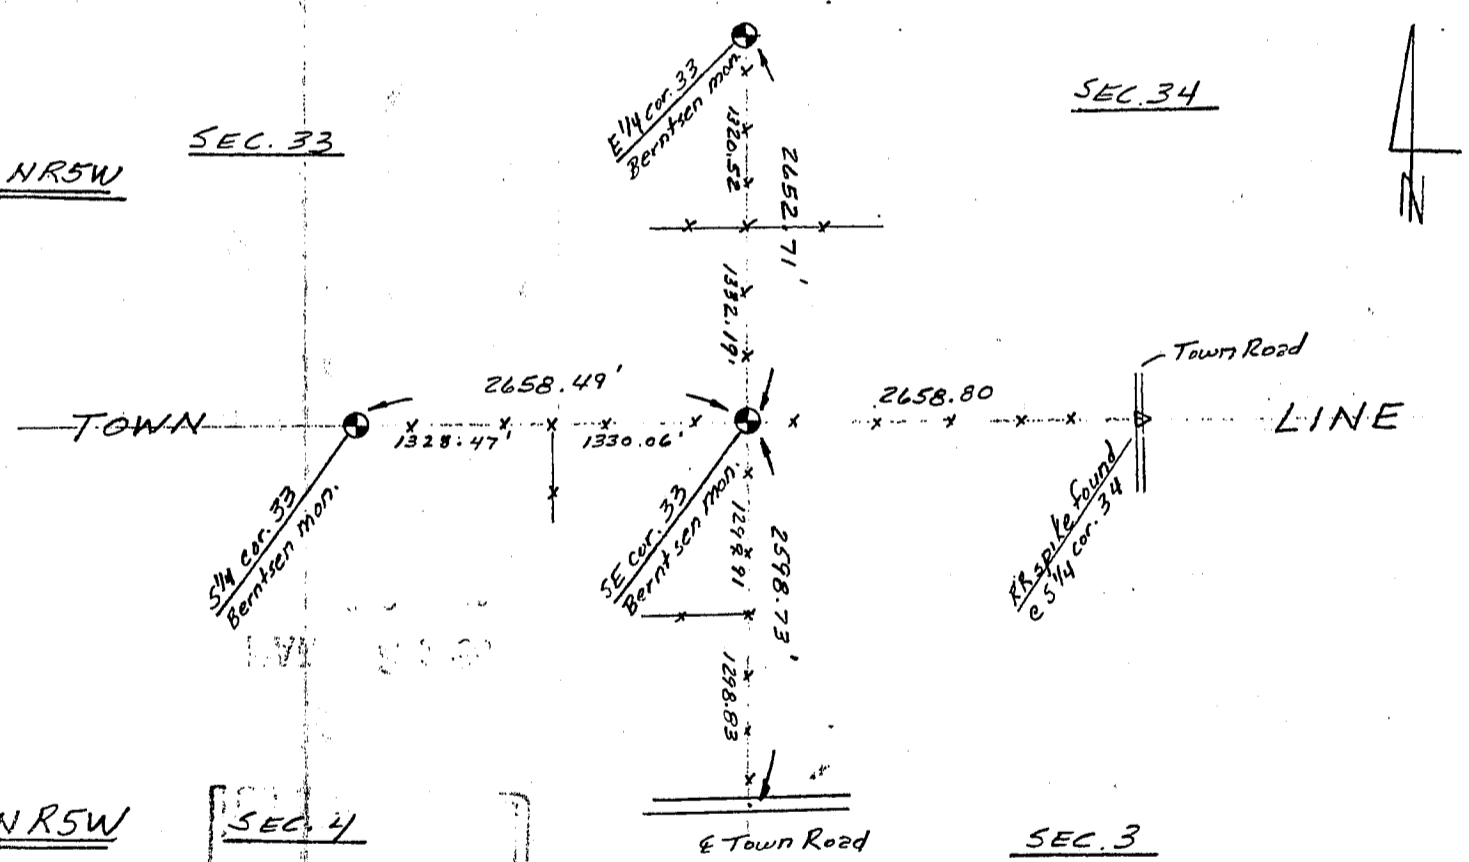 SEC. 33
SEC. 34
NR5W
N
E 1/4 cor. 33
Berntsen mon.
1320.52
2652.71'
1332.19'
Town Road
2658.49'
2658.80
TOWN
LINE
1328.47'
1330.06'
S 1/4 cor. 33
Berntsen mon.
SE cor. 33
Berntsen mon.
RR spike found
@ S 1/4 cor. 34
1299.91
2598.73'
1298.83
NR5W
SEC. 4
℄ Town Road
SEC. 3